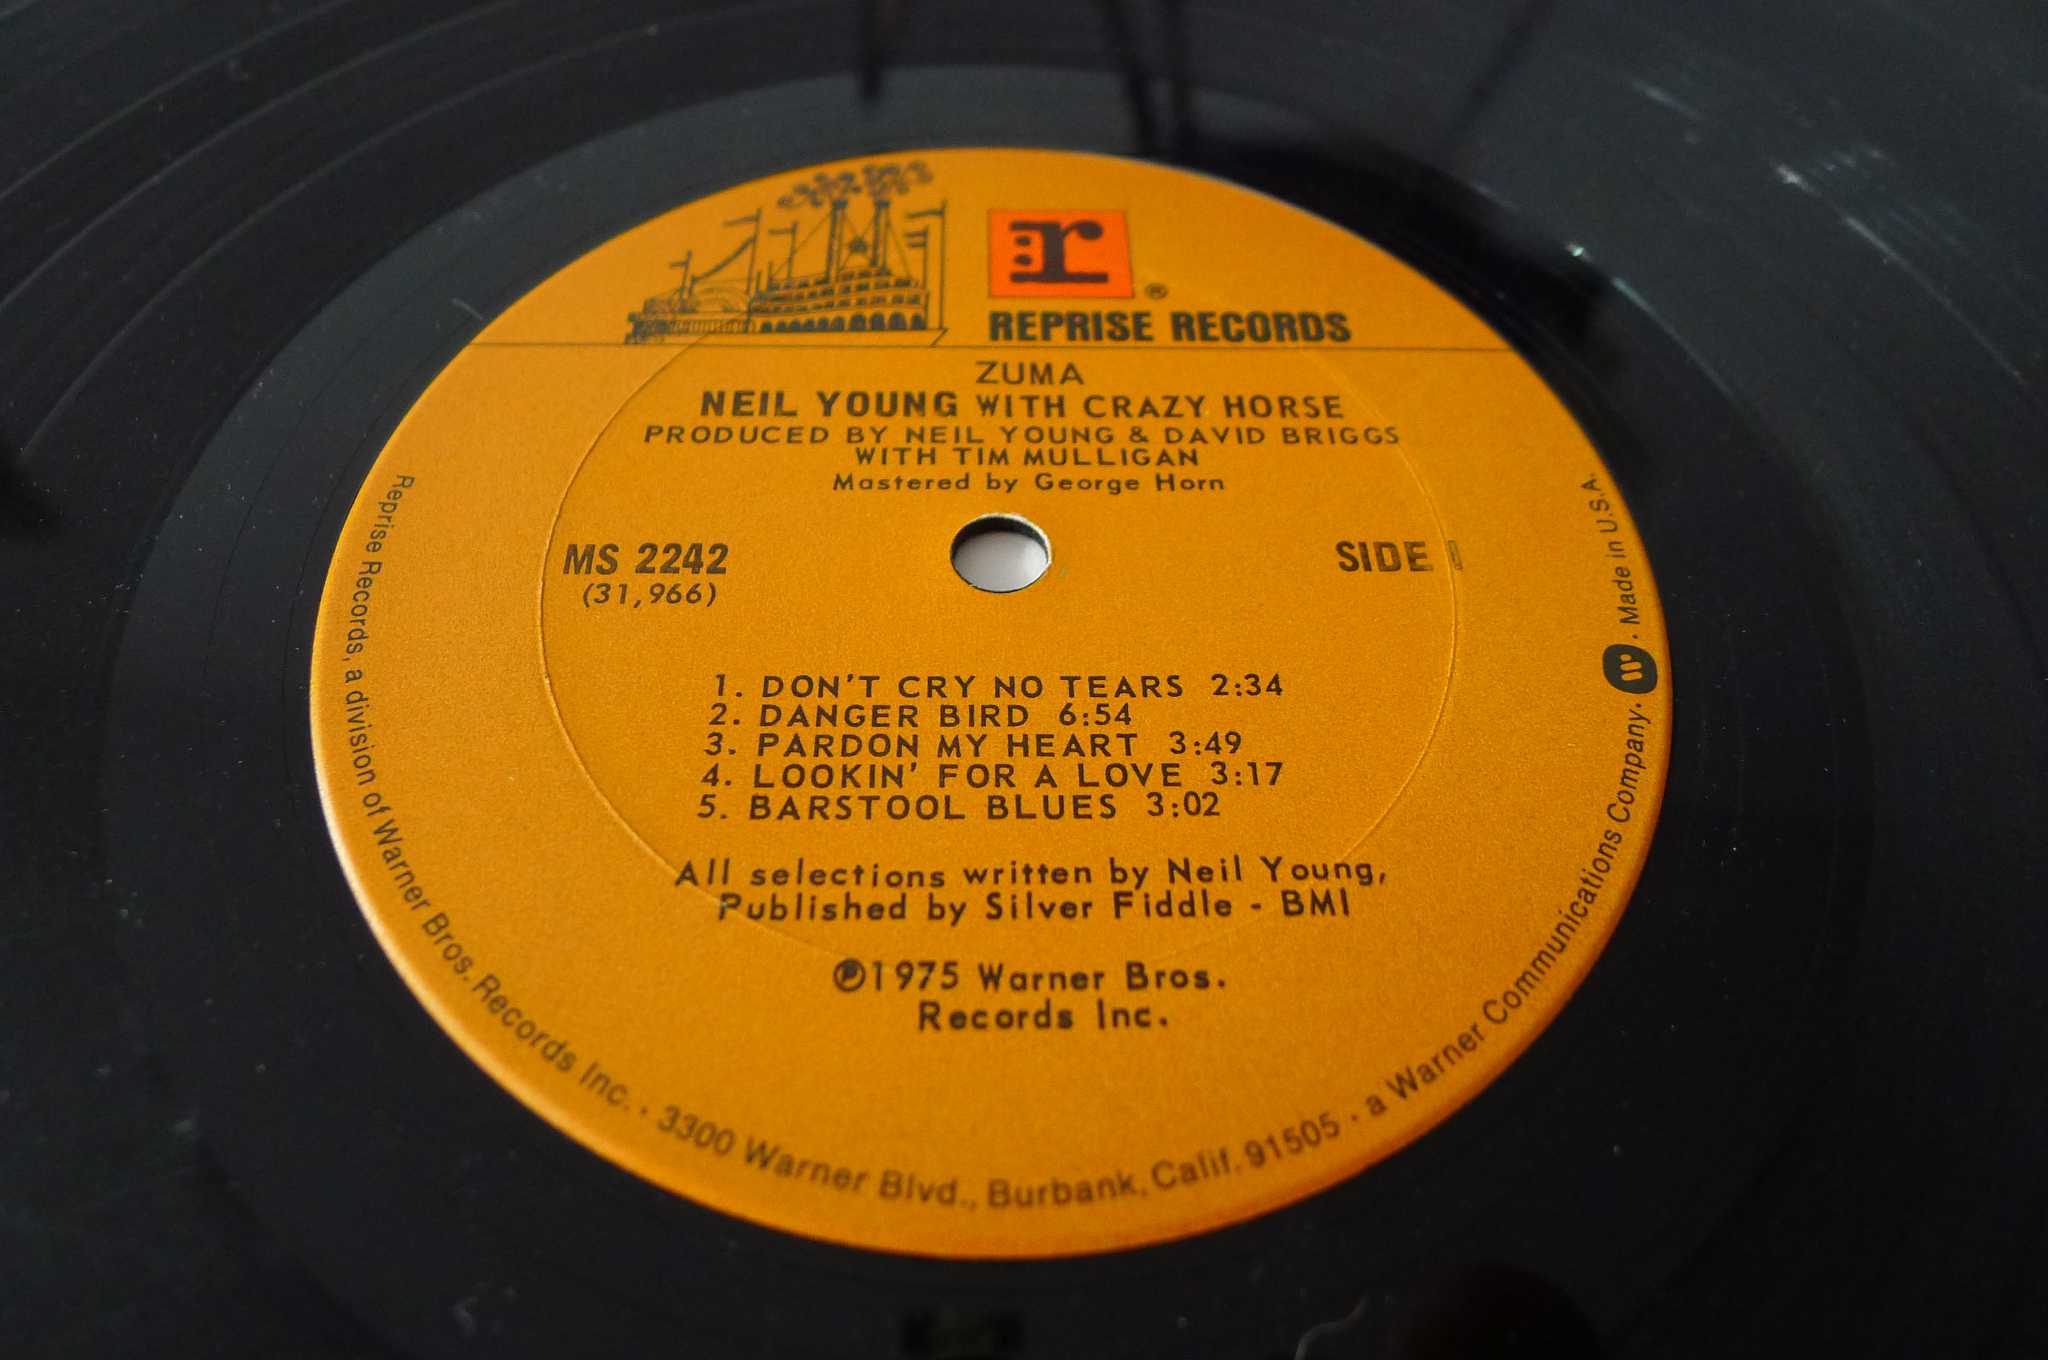 r
®
REPRISE RECORDS
ZUMA
NEIL YOUNG WITH CRAZY HORSE
PRODUCED BY NEIL YOUNG & DAVID BRIGGS
WITH TIM MULLIGAN
Mastered by George Horn
MS 2242
(31,966)
SIDE 1
1. DON'T CRY NO TEARS 2:34
2. DANGER BIRD 6:54
3. PARDON MY HEART 3:49
4. LOOKIN' FOR A LOVE 3:17
5. BARSTOOL BLUES 3:02
All selections written by Neil Young,
Published by Silver Fiddle - BMI
℗1975 Warner Bros.
Records Inc.
Reprise Records, a division of Warner Bros. Records Inc. · 3300 Warner Blvd., Burbank, Calif. 91505 · a Warner Communications Company. W · Made in U.S.A.